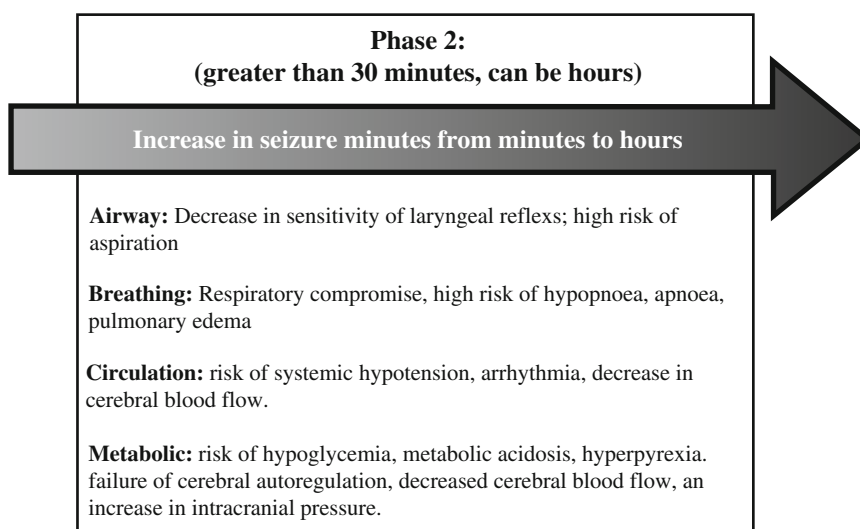 Phase 2:
(greater than 30 minutes, can be hours)
Increase in seizure minutes from minutes to hours
Airway: Decrease in sensitivity of laryngeal reflexs; high risk of
aspiration
Breathing: Respiratory compromise, high risk of hypopnoea, apnoea,
pulmonary edema
Circulation: risk of systemic hypotension, arrhythmia, decrease in
cerebral blood flow.
Metabolic: risk of hypoglycemia, metabolic acidosis, hyperpyrexia.
failure of cerebral autoregulation, decreased cerebral blood flow, an
increase in intracranial pressure.